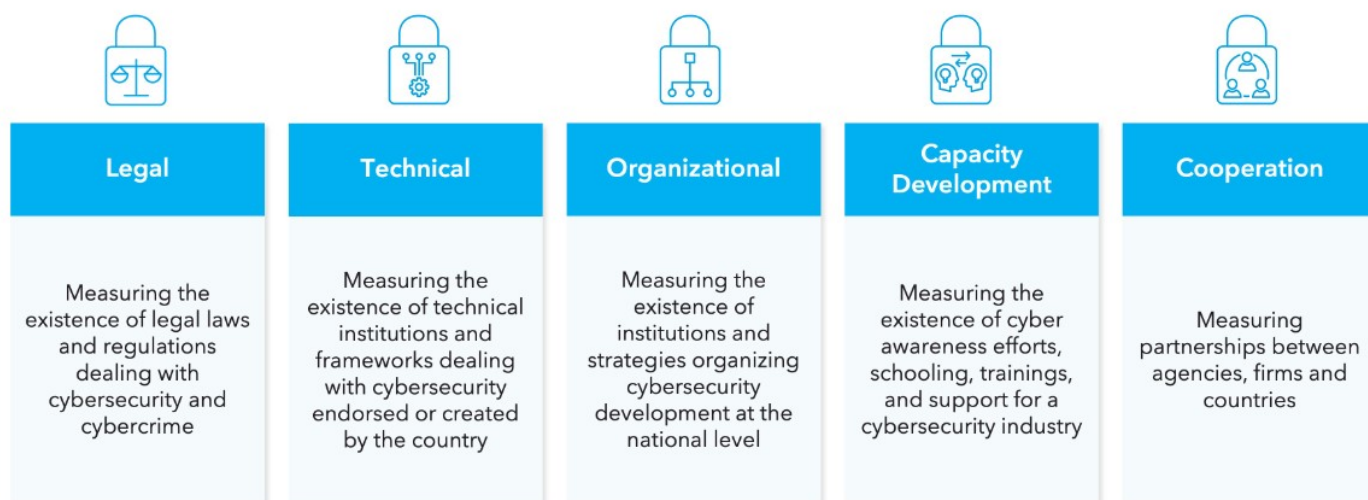 Legal
Measuring the
existence of legal laws
and regulations
dealing with
cybersecurity and
cybercrime
Technical
Measuring the
existence of technical
institutions and
frameworks dealing
with cybersecurity
endorsed or created
by the country
Organizational
Measuring the
existence of
institutions and
strategies organizing
cybersecurity
development at the
national level
Capacity
Development
Measuring the
existence of cyber
awareness efforts,
schooling, trainings,
and support for a
cybersecurity industry
Cooperation
Measuring
partnerships between
agencies, firms and
countries